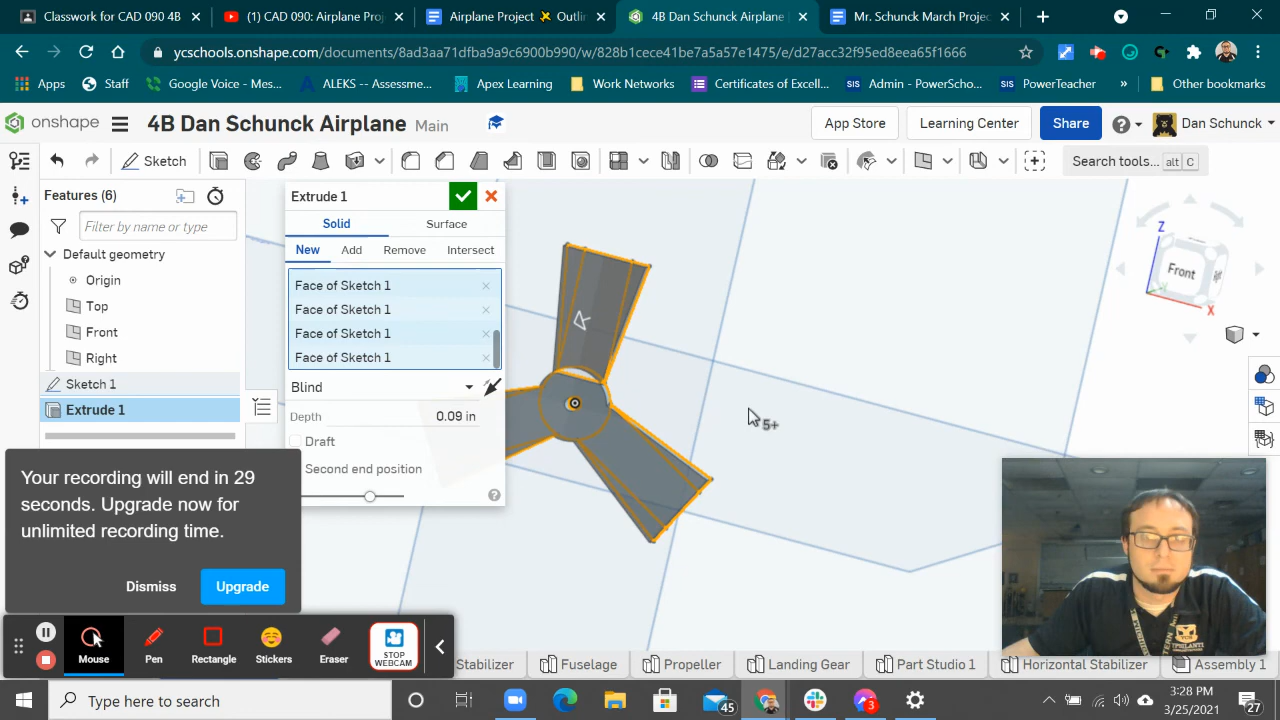 Classwork for CAD 090 4B
(1) CAD 090: Airplane Proj
Airplane Project
Outlin
4B Dan Schunck Airplane
Mr. Schunck March Projec
ycschools.onshape.com/documents/8ad3aa71dfba9a9c6900b990/w/828b1cece41be7a5a57e1475/e/d27acc32f95ed8eea65f1666
Apps
Staff
Google Voice - Mes...
ALEKS -- Assessme...
Apex Learning
Work Networks
Certificates of Excell...
SIS Admin - PowerScho...
SIS PowerTeacher
»
Other bookmarks
onshape
4B Dan Schunck Airplane
Main
App Store
Learning Center
Share
Dan Schunck
Sketch
Search tools...
alt C
Features (6)
Filter by name or type
Default geometry
Origin
Top
Front
Right
Sketch 1
Extrude 1
Extrude 1
Solid
Surface
New
Add
Remove
Intersect
Face of Sketch 1
Face of Sketch 1
Face of Sketch 1
Face of Sketch 1
Blind
Depth
0.09 in
Draft
Second end position
5+
Z
Front
X
Your recording will end in 29
seconds. Upgrade now for
unlimited recording time.
Dismiss
Upgrade
Mouse
Pen
Rectangle
Stickers
Eraser
STOP
WEBCAM
Stabilizer
Fuselage
Propeller
Landing Gear
Part Studio 1
Horizontal Stabilizer
Assembly 1
Type here to search
45
3
3:28 PM
3/25/2021
27